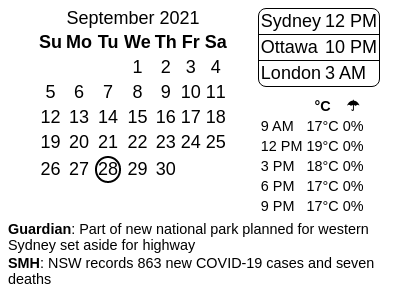 September 2021
Su Mo Tu We Th Fr Sa
1 2 3 4
5 6 7 8 9 10 11
12 13 14 15 16 17 18
19 20 21 22 23 24 25
26 27 28 29 30
Sydney 12 PM
Ottawa 10 PM
London 3 AM
°C ☂
9 AM 17°C 0%
12 PM 19°C 0%
3 PM 18°C 0%
6 PM 17°C 0%
9 PM 17°C 0%
Guardian: Part of new national park planned for western
Sydney set aside for highway
SMH: NSW records 863 new COVID-19 cases and seven
deaths